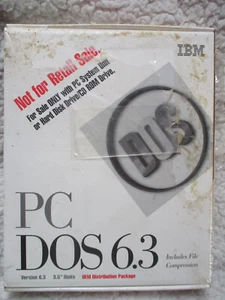 IBM
Not for Retail Sale.
For Sale ONLY with PC System Unit
or Hard Disk Drive/CD ROM Drive.
DOS
PC
DOS 6.3
Includes File
Compression
Version 6.3 3.5" Disks IBM Distribution Package